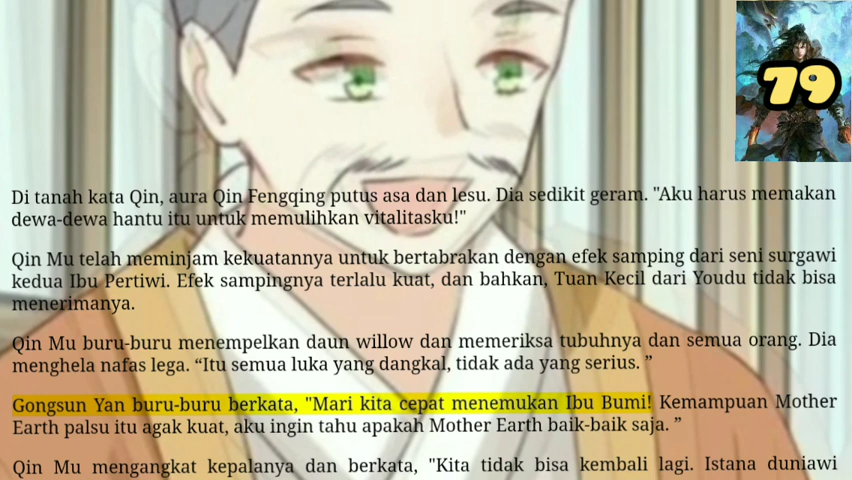 79
Di tanah kata Qin, aura Qin Fengqing putus asa dan lesu. Dia sedikit geram. "Aku harus memakan
dewa-dewa hantu itu untuk memulihkan vitalitasku!"
Qin Mu telah meminjam kekuatannya untuk bertabrakan dengan efek samping dari seni surgawi
kedua Ibu Pertiwi. Efek sampingnya terlalu kuat, dan bahkan, Tuan Kecil dari Youdu tidak bisa
menerimanya.
Qin Mu buru-buru menempelkan daun willow dan memeriksa tubuhnya dan semua orang. Dia
menghela nafas lega. “Itu semua luka yang dangkal, tidak ada yang serius. ”
Gongsun Yan buru-buru berkata, "Mari kita cepat menemukan Ibu Bumi! Kemampuan Mother
Earth palsu itu agak kuat, aku ingin tahu apakah Mother Earth baik-baik saja. ”
Qin Mu mengangkat kepalanya dan berkata, "Kita tidak bisa kembali lagi. Istana duniawi